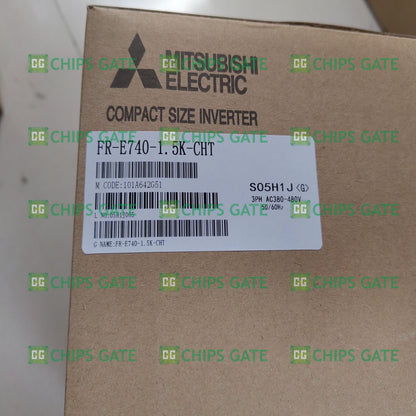 MITSUBISHI
ELECTRIC
COMPACT SIZE INVERTER
FR-E740-1.5K-CHT
M CODE:101A642G51
S05H1J <G>
3PH AC380-480V
50/60Hz
G NAME:FR-E740-1.5K-CHT
CHIPS GATE